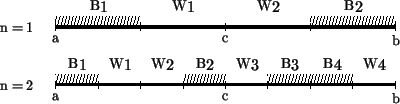 B1 W1 W2 B2
n = 1
a c b
B1 W1 W2 B2 W3 B3 B4 W4
n = 2
a c b